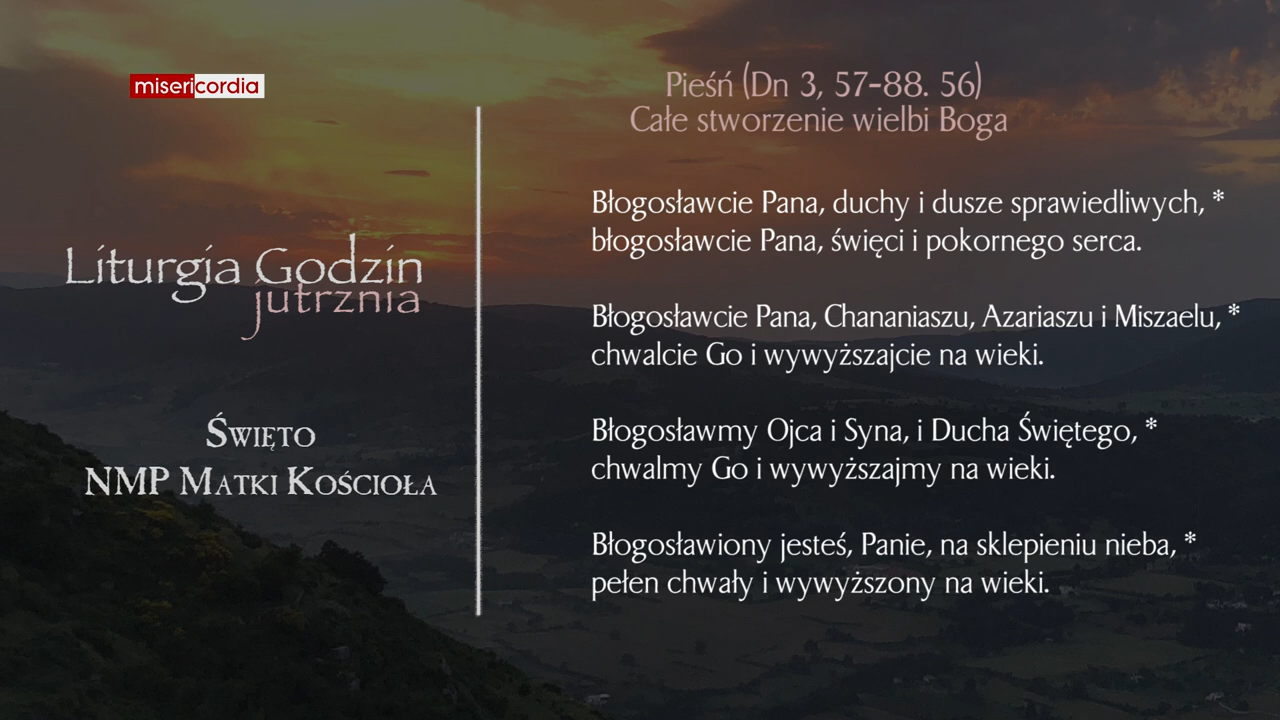 misericordia
Liturgia Godzin
jutrznia
Święto
NMP Matki Kościoła
Pieśń (Dn 3, 57-88. 56)
Całe stworzenie wielbi Boga
Błogosławcie Pana, duchy i dusze sprawiedliwych, *
błogosławcie Pana, święci i pokornego serca.
Błogosławcie Pana, Chananiaszu, Azariaszu i Miszaelu, *
chwalcie Go i wywyższajcie na wieki.
Błogosławmy Ojca i Syna, i Ducha Świętego, *
chwalmy Go i wywyższajmy na wieki.
Błogosławiony jesteś, Panie, na sklepieniu nieba, *
pełen chwały i wywyższony na wieki.